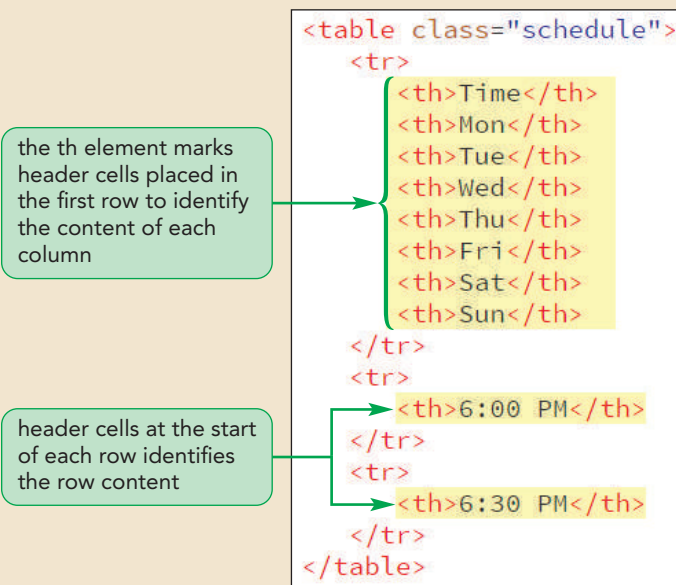 the th element marks
header cells placed in
the first row to identify
the content of each
column
header cells at the start
of each row identifies
the row content
<table class="schedule">
<tr>
<th>Time</th>
<th>Mon</th>
<th>Tue</th>
<th>Wed</th>
<th>Thu</th>
<th>Fri</th>
<th>Sat</th>
<th>Sun</th>
</tr>
<tr>
<th>6:00 PM</th>
</tr>
<tr>
<th>6:30 PM</th>
</tr>
</table>